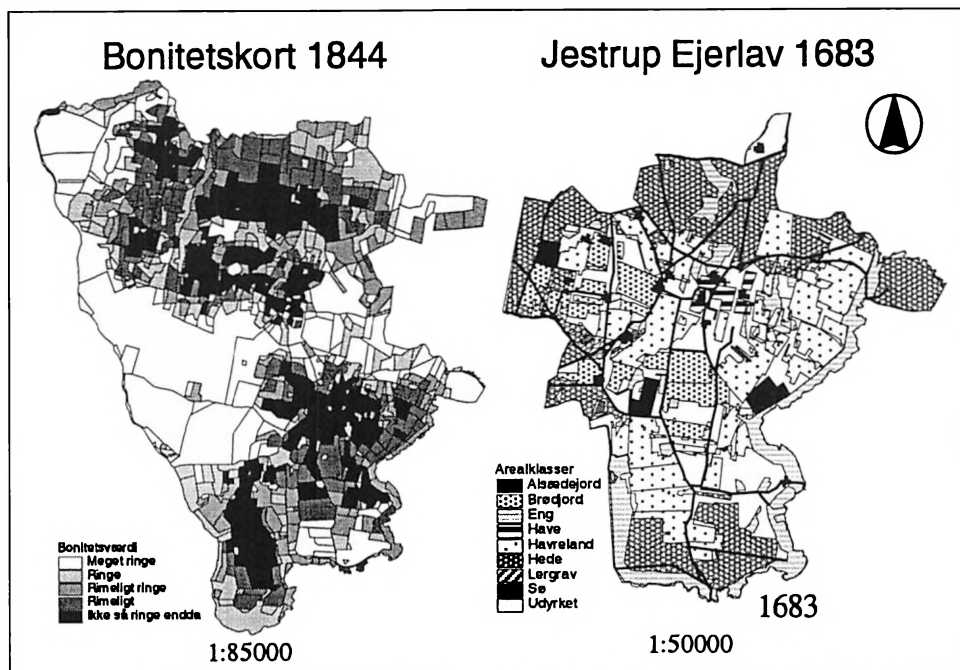 Bonitetskort 1844
Jestrup Ejerlav 1683
Bonitetsværdi
Meget ringe
Ringe
Rimeligt ringe
Rimeligt
Ikke så ringe endda
1:85000
Arealklasser
Alsædejord
Brødjord
Eng
Have
Havreland
Hede
Lergrav
Sø
Udyrket
1683
1:50000